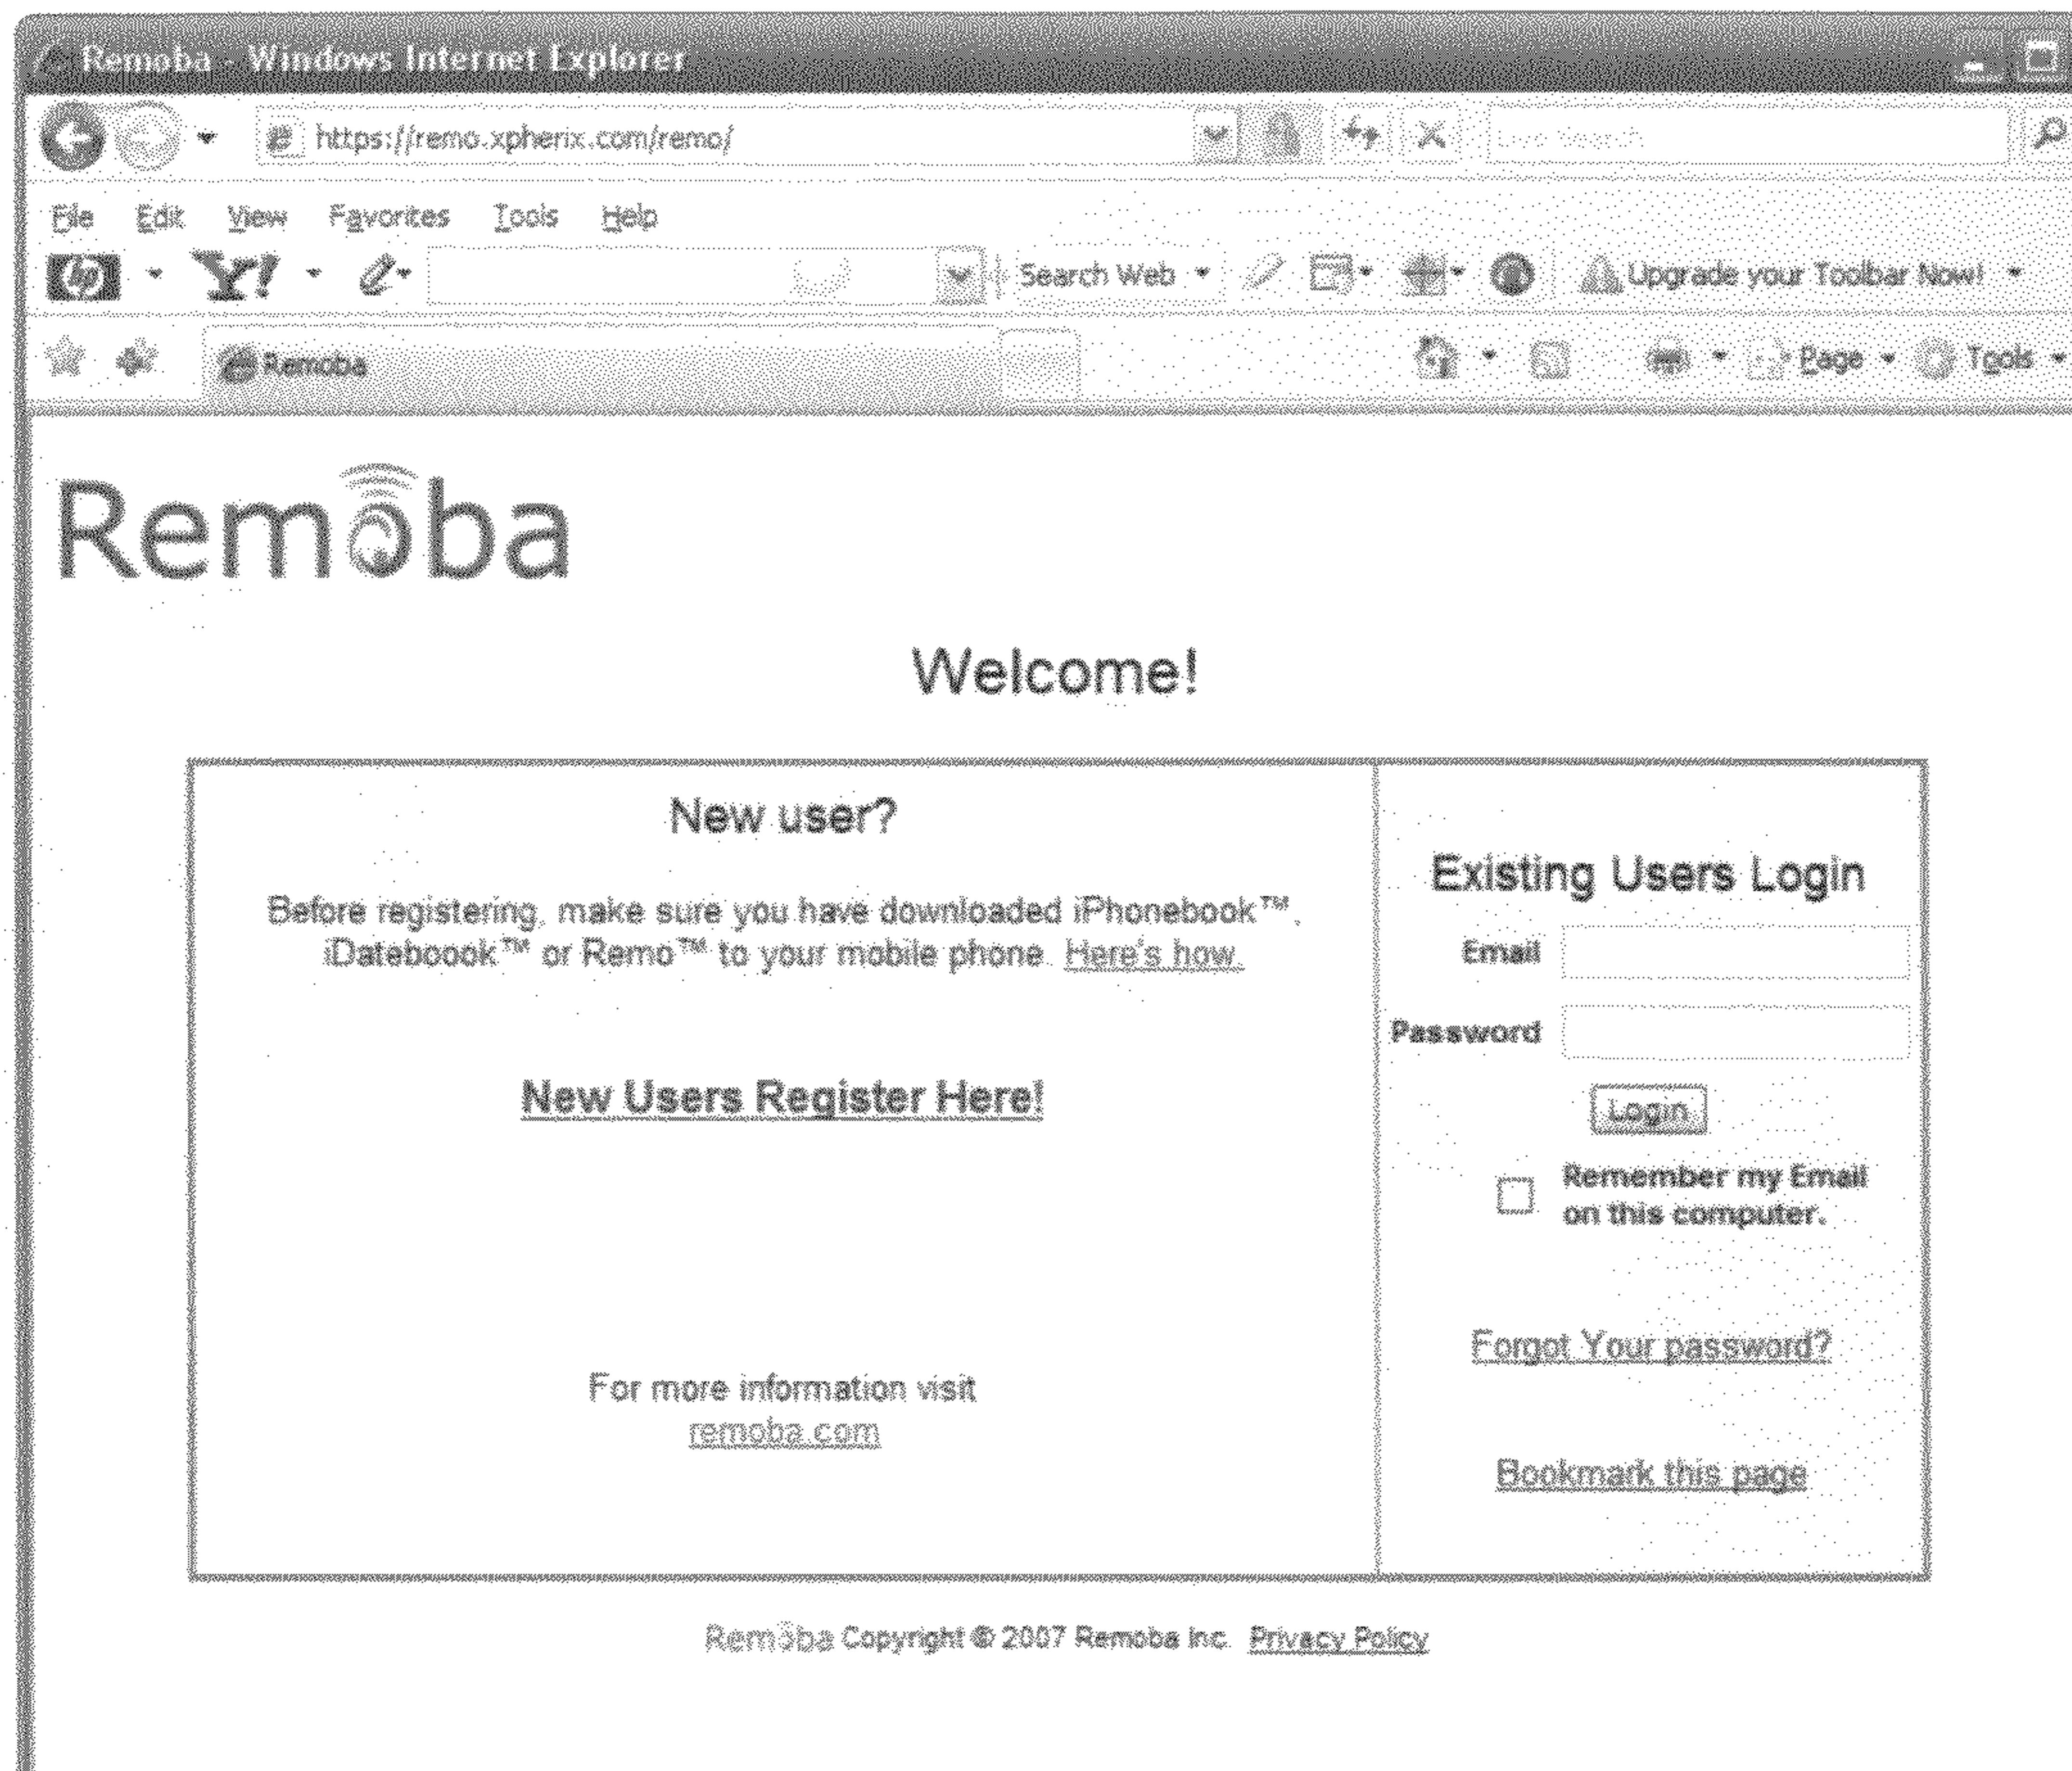 Remoba - Windows Internet Explorer
https://remo.xpherix.com/remo/
Live Search
File Edit View Favorites Tools Help
hp Y! Search Web Upgrade your Toolbar Now!
Remoba Page Tools
Remoba
Welcome!
New user?
Before registering, make sure you have downloaded iPhonebook™,
iDateboook™ or Remo™ to your mobile phone. Here's how.
New Users Register Here!
For more information visit
remoba.com
Existing Users Login
Email
Password
Login
Remember my Email
on this computer.
Forgot Your password?
Bookmark this page
Remoba Copyright © 2007 Remoba Inc. Privacy Policy